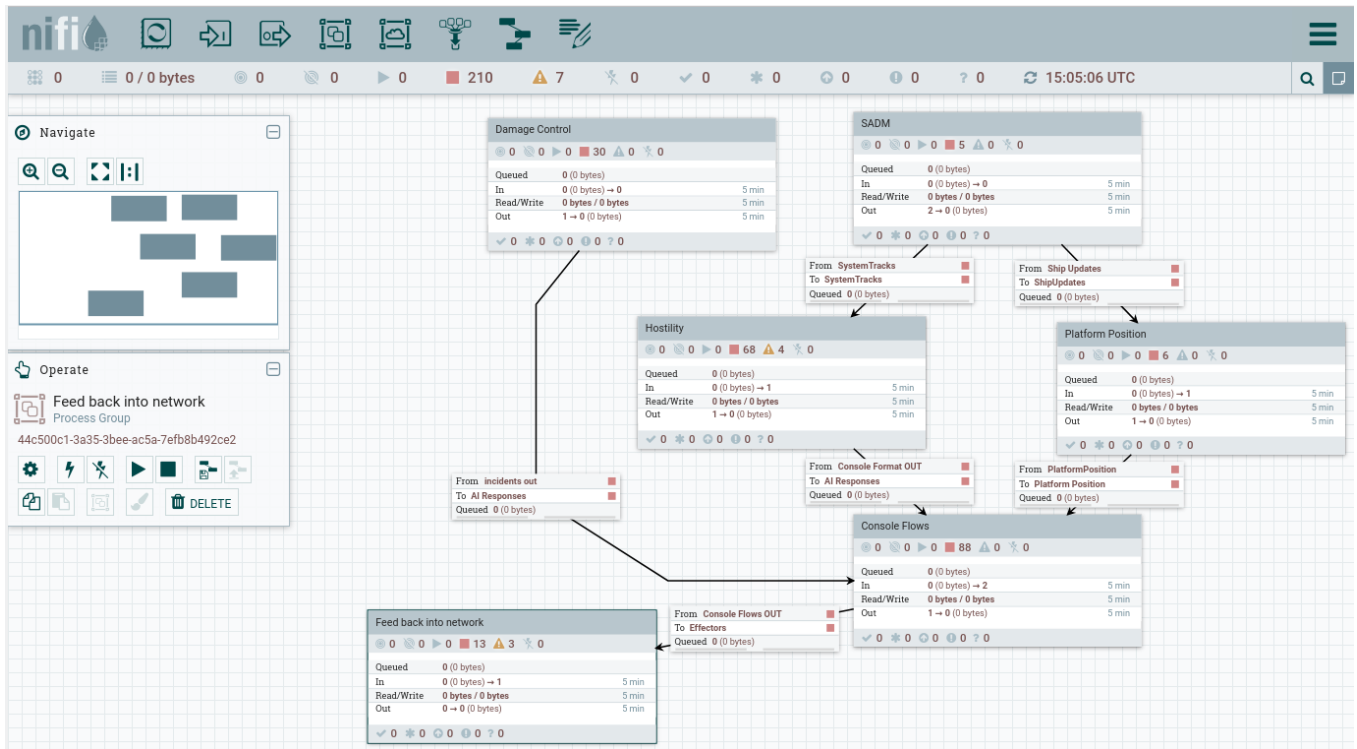 nifi
0 0 / 0 bytes 0 0 0 210 7 0 0 0 0 0 ? 0 15:05:06 UTC
Navigate
Operate
Feed back into network
Process Group
44c500c1-3a35-3bee-ac5a-7efb8b492ce2
DELETE
Damage Control
0 0 0 30 0 0
Queued 0 (0 bytes)
In 0 (0 bytes) → 0 5 min
Read/Write 0 bytes / 0 bytes 5 min
Out 1 → 0 (0 bytes) 5 min
0 0 0 0 ? 0
SADM
0 0 0 5 0 0
Queued 0 (0 bytes)
In 0 (0 bytes) → 0 5 min
Read/Write 0 bytes / 0 bytes 5 min
Out 2 → 0 (0 bytes) 5 min
0 0 0 0 ? 0
From SystemTracks
To SystemTracks
Queued 0 (0 bytes)
From Ship Updates
To ShipUpdates
Queued 0 (0 bytes)
Hostility
0 0 0 68 4 0
Queued 0 (0 bytes)
In 0 (0 bytes) → 1 5 min
Read/Write 0 bytes / 0 bytes 5 min
Out 1 → 0 (0 bytes) 5 min
0 0 0 0 ? 0
Platform Position
0 0 0 6 0 0
Queued 0 (0 bytes)
In 0 (0 bytes) → 1 5 min
Read/Write 0 bytes / 0 bytes 5 min
Out 1 → 0 (0 bytes) 5 min
0 0 0 0 ? 0
From incidents out
To AI Responses
Queued 0 (0 bytes)
From Console Format OUT
To AI Responses
Queued 0 (0 bytes)
From PlatformPosition
To Platform Position
Queued 0 (0 bytes)
Console Flows
0 0 0 88 0 0
Queued 0 (0 bytes)
In 0 (0 bytes) → 2 5 min
Read/Write 0 bytes / 0 bytes 5 min
Out 1 → 0 (0 bytes) 5 min
0 0 0 0 ? 0
From Console Flows OUT
To Effectors
Queued 0 (0 bytes)
Feed back into network
0 0 0 13 3 0
Queued 0 (0 bytes)
In 0 (0 bytes) → 1 5 min
Read/Write 0 bytes / 0 bytes 5 min
Out 0 → 0 (0 bytes) 5 min
0 0 0 0 ? 0